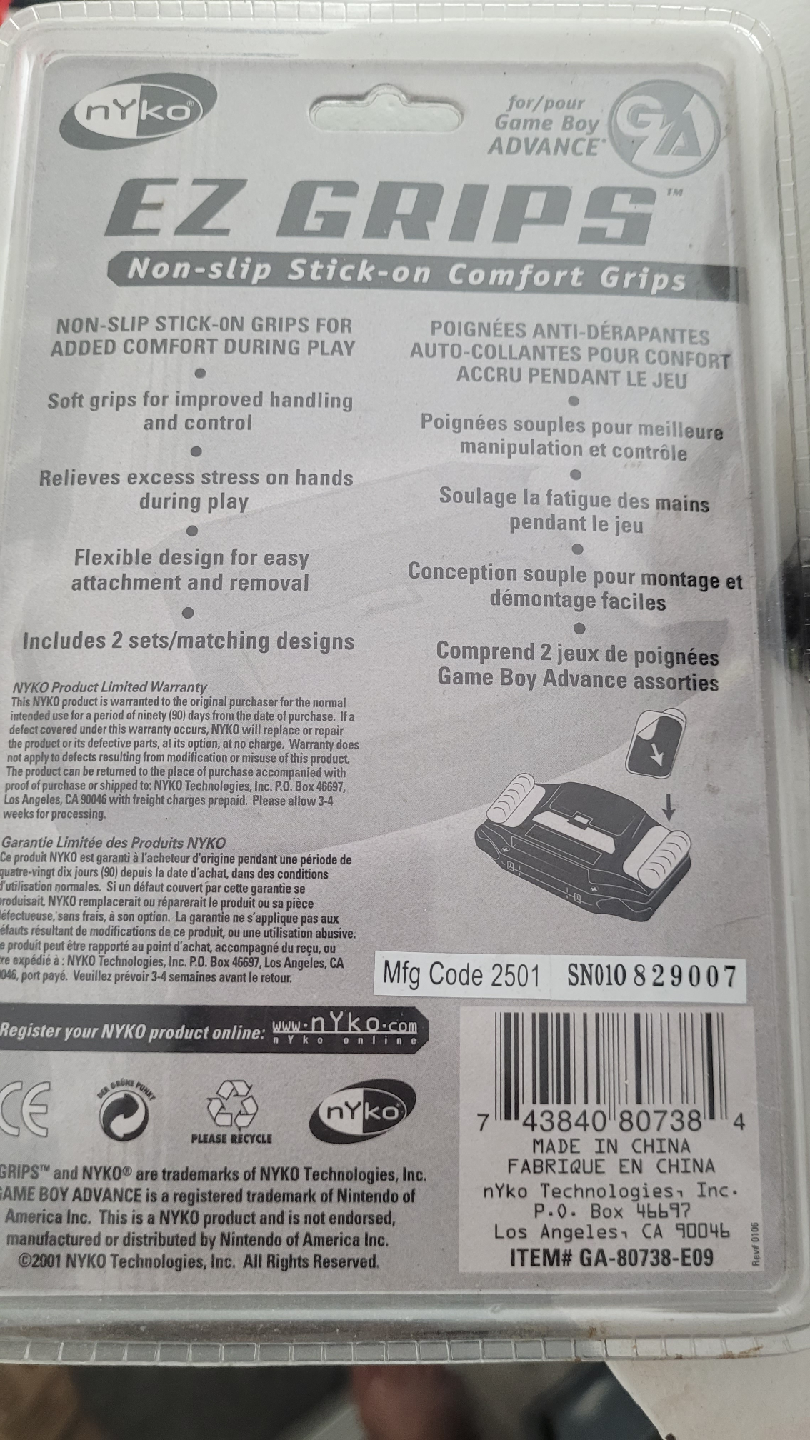 nYko®
for/pour
Game Boy
ADVANCE™
GA
EZ GRIPS™
Non-slip Stick-on Comfort Grips
NON-SLIP STICK-ON GRIPS FOR
ADDED COMFORT DURING PLAY
•
Soft grips for improved handling
and control
•
Relieves excess stress on hands
during play
•
Flexible design for easy
attachment and removal
•
Includes 2 sets/matching designs
POIGNÉES ANTI-DÉRAPANTES
AUTO-COLLANTES POUR CONFORT
ACCRU PENDANT LE JEU
•
Poignées souples pour meilleure
manipulation et contrôle
•
Soulage la fatigue des mains
pendant le jeu
•
Conception souple pour montage et
démontage faciles
•
Comprend 2 jeux de poignées
Game Boy Advance assorties
NYKO Product Limited Warranty
This NYKO product is warranted to the original purchaser for the normal
intended use for a period of ninety (90) days from the date of purchase. If a
defect covered under this warranty occurs, NYKO will replace or repair
the product or its defective parts, at its option, at no charge. Warranty does
not apply to defects resulting from modification or misuse of this product.
The product can be returned to the place of purchase accompanied with
proof of purchase or shipped to: NYKO Technologies, Inc. P.O. Box 46697,
Los Angeles, CA 90046 with freight charges prepaid. Please allow 3-4
weeks for processing.
Garantie Limitée des Produits NYKO
Ce produit NYKO est garanti à l'acheteur d'origine pendant une période de
quatre-vingt dix jours (90) depuis la date d'achat, dans des conditions
d'utilisation normales. Si un défaut couvert par cette garantie se
produisait, NYKO remplacerait ou réparerait le produit ou sa pièce
défectueuse, sans frais, à son option. La garantie ne s'applique pas aux
éfauts résultant de modifications de ce produit, ou une utilisation abusive.
e produit peut être rapporté au point d'achat, accompagné du reçu, ou
re expédié à : NYKO Technologies, Inc. P.O. Box 46697, Los Angeles, CA
046, port payé. Veuillez prévoir 3-4 semaines avant le retour.
Mfg Code 2501 SN010829007
Register your NYKO product online: www.nYko.com
nYko online
CE
DER GRÜNE PUNKT
PLEASE RECYCLE
nYko
GRIPS™ and NYKO® are trademarks of NYKO Technologies, Inc.
GAME BOY ADVANCE is a registered trademark of Nintendo of
America Inc. This is a NYKO product and is not endorsed,
manufactured or distributed by Nintendo of America Inc.
©2001 NYKO Technologies, Inc. All Rights Reserved.
7 43840 80738 4
MADE IN CHINA
FABRIQUE EN CHINA
nYko Technologies, Inc.
P.O. Box 46697
Los Angeles, CA 90046
ITEM# GA-80738-E09
Rev# 0106